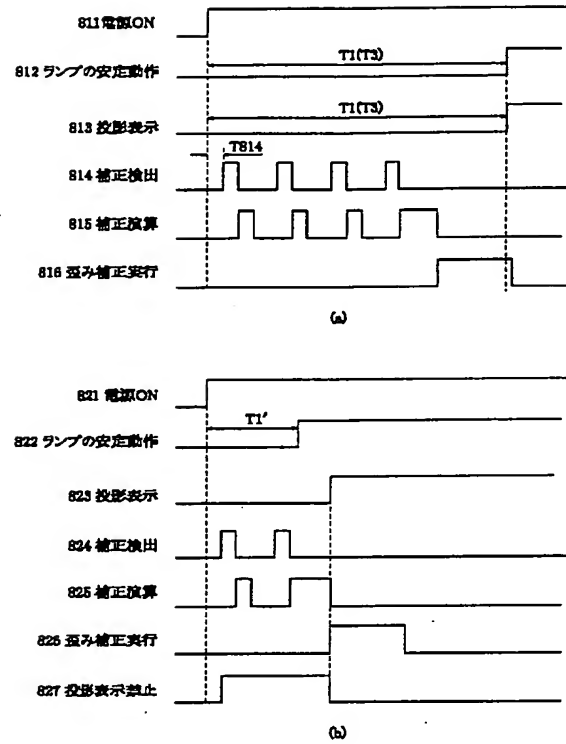 811電源ON
T1(T3)
812 ランプの安定動作
T1(T3)
813 投影表示
T814
814 補正検出
815 補正演算
816 歪み補正実行
(a)
821 電源ON
T1'
822 ランプの安定動作
823 投影表示
824 補正検出
825 補正演算
826 歪み補正実行
827 投影表示禁止
(b)